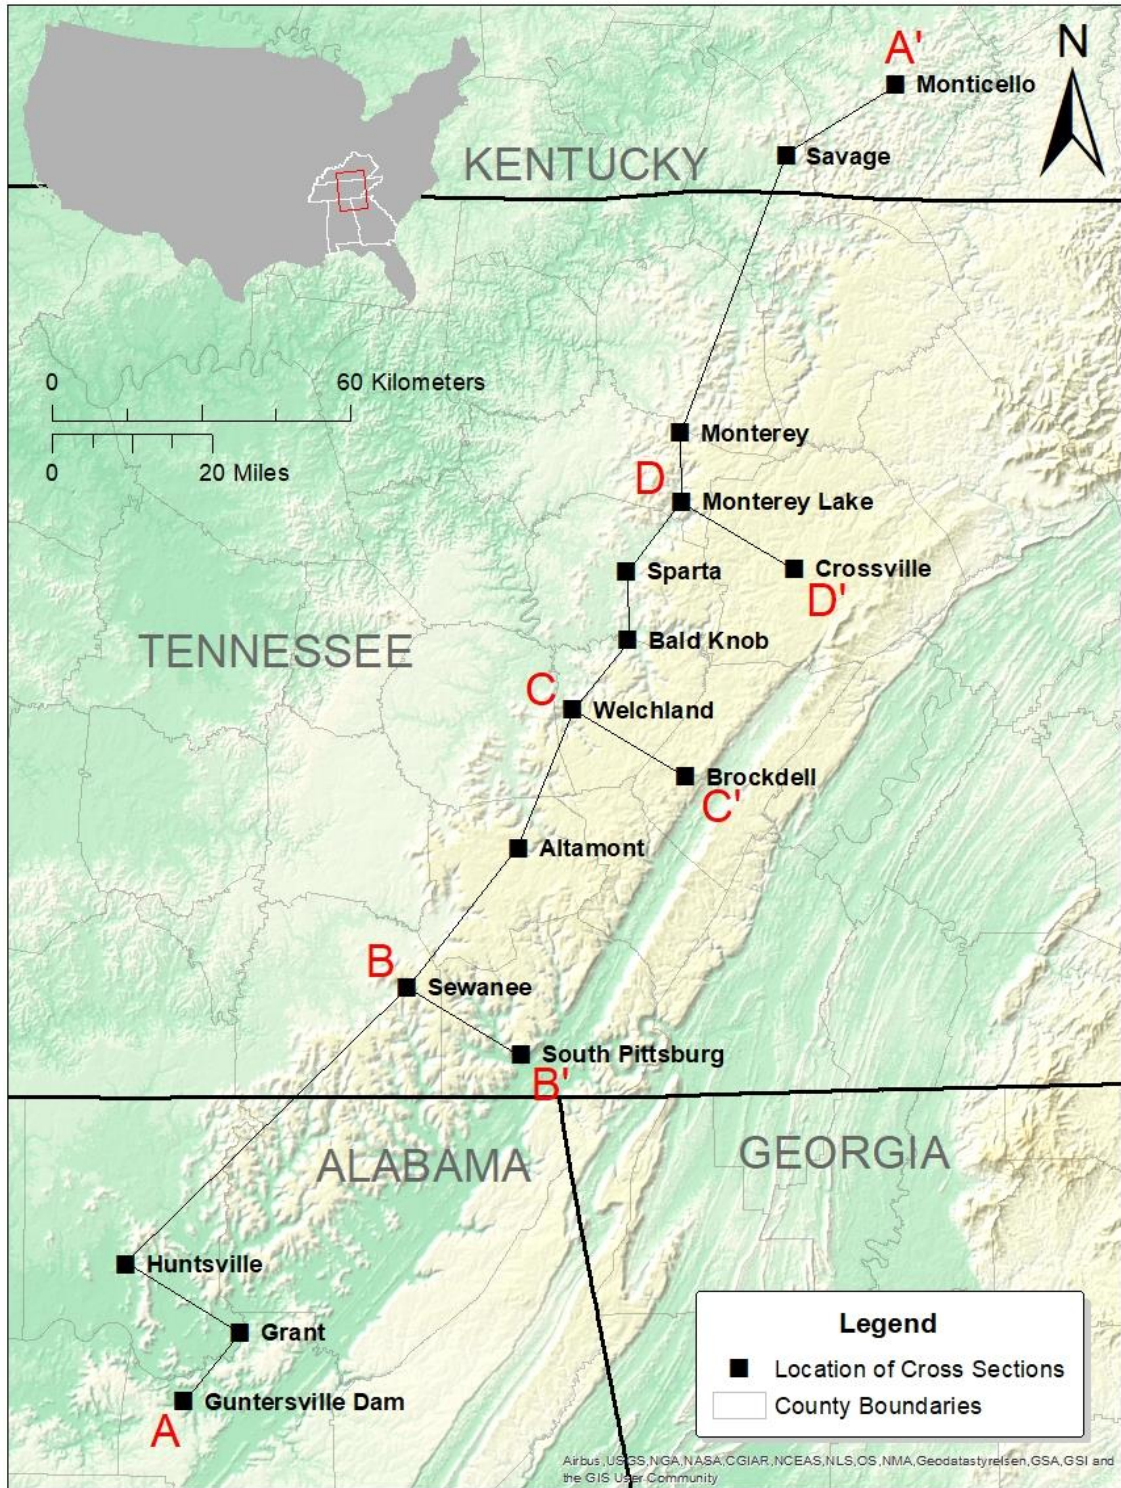 A'
N
Monticello
KENTUCKY
Savage
0 60 Kilometers
0 20 Miles
Monterey
D
Monterey Lake
Sparta
Crossville
D'
TENNESSEE
Bald Knob
C
Welchland
Brockdell
C'
Altamont
B
Sewanee
South Pittsburg
B'
ALABAMA
GEORGIA
Huntsville
Grant
Guntersville Dam
A
Legend
Location of Cross Sections
County Boundaries
Airbus,USGS,NGA,NASA,CGIAR,NCEAS,NLS,OS,NMA,Geodatastyrelsen,GSA,GSI and
the GIS User Community